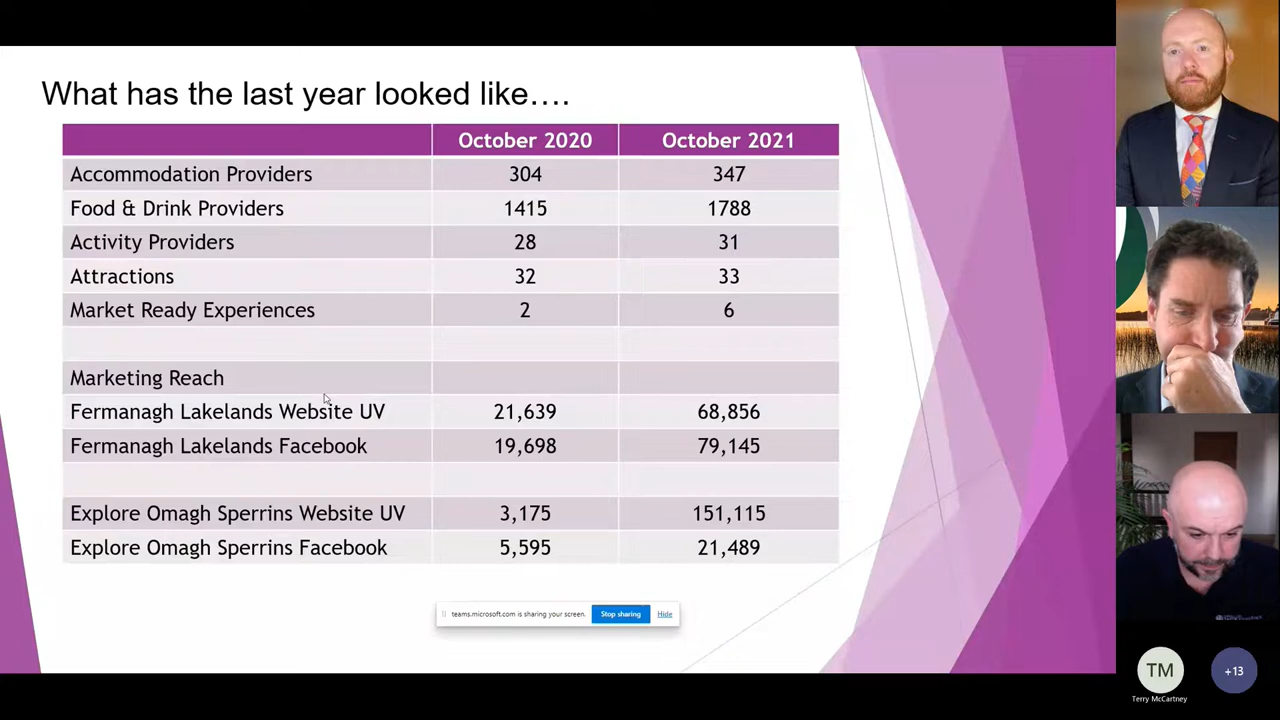 What has the last year looked like….
October 2020 October 2021
Accommodation Providers 304 347
Food & Drink Providers 1415 1788
Activity Providers 28 31
Attractions 32 33
Market Ready Experiences 2 6
Marketing Reach
Fermanagh Lakelands Website UV 21,639 68,856
Fermanagh Lakelands Facebook 19,698 79,145
Explore Omagh Sperrins Website UV 3,175 151,115
Explore Omagh Sperrins Facebook 5,595 21,489
teams.microsoft.com is sharing your screen. Stop sharing Hide
TM
Terry McCartney
+13